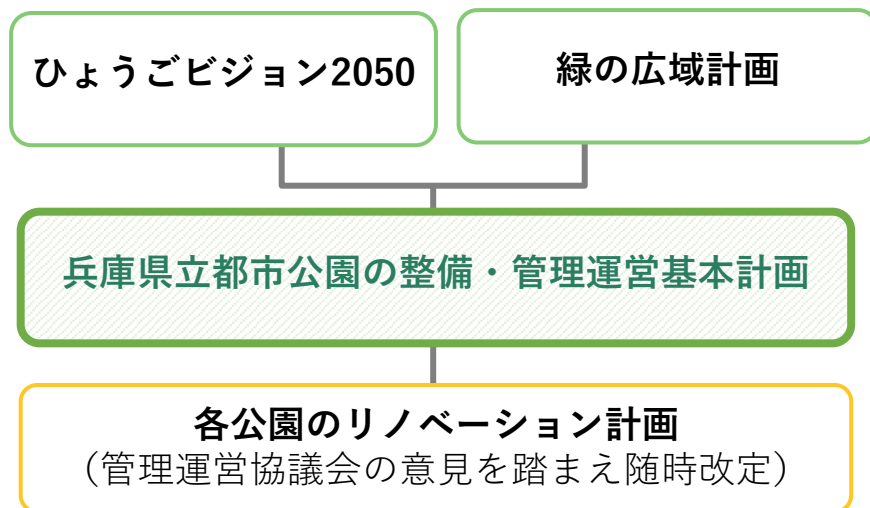 ひょうごビジョン2050
緑の広域計画
兵庫県立都市公園の整備・管理運営基本計画
各公園のリノベーション計画
（管理運営協議会の意見を踏まえ随時改定）